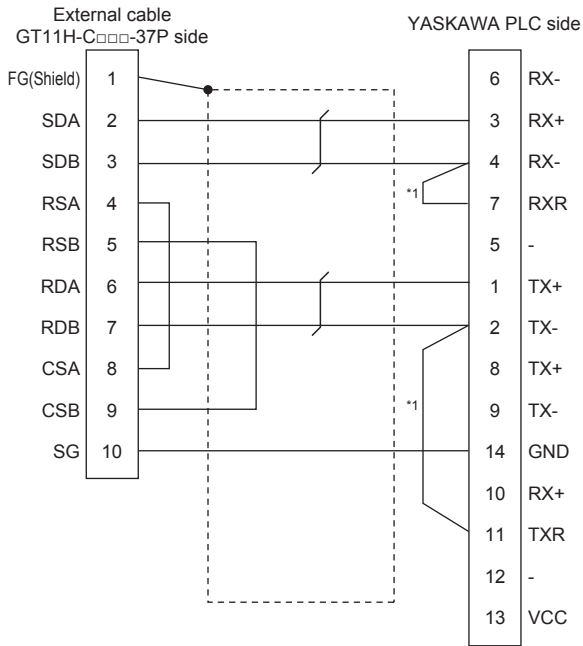 External cable
GT11H-C□□□-37P side
YASKAWA PLC side
FG(Shield) 1 6 RX-
SDA 2 3 RX+
SDB 3 4 RX-
*1
RSA 4 7 RXR
RSB 5 5 -
RDA 6 1 TX+
RDB 7 2 TX-
CSA 8 8 TX+
CSB 9 *1 9 TX-
SG 10 14 GND
10 RX+
11 TXR
12 -
13 VCC